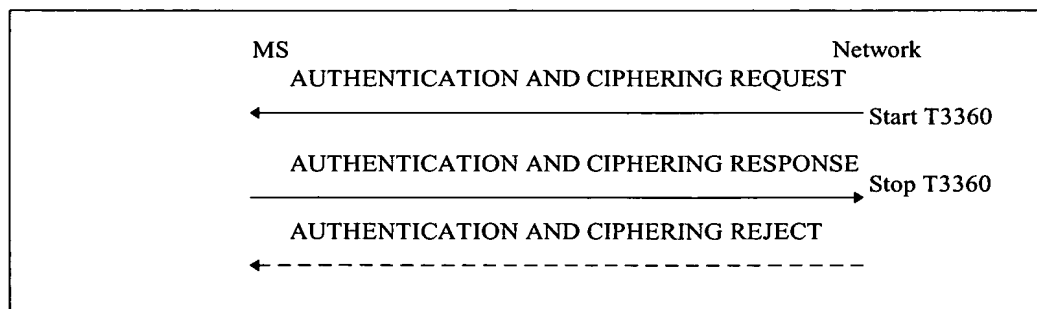 MS Network
AUTHENTICATION AND CIPHERING REQUEST
Start T3360
AUTHENTICATION AND CIPHERING RESPONSE
Stop T3360
AUTHENTICATION AND CIPHERING REJECT